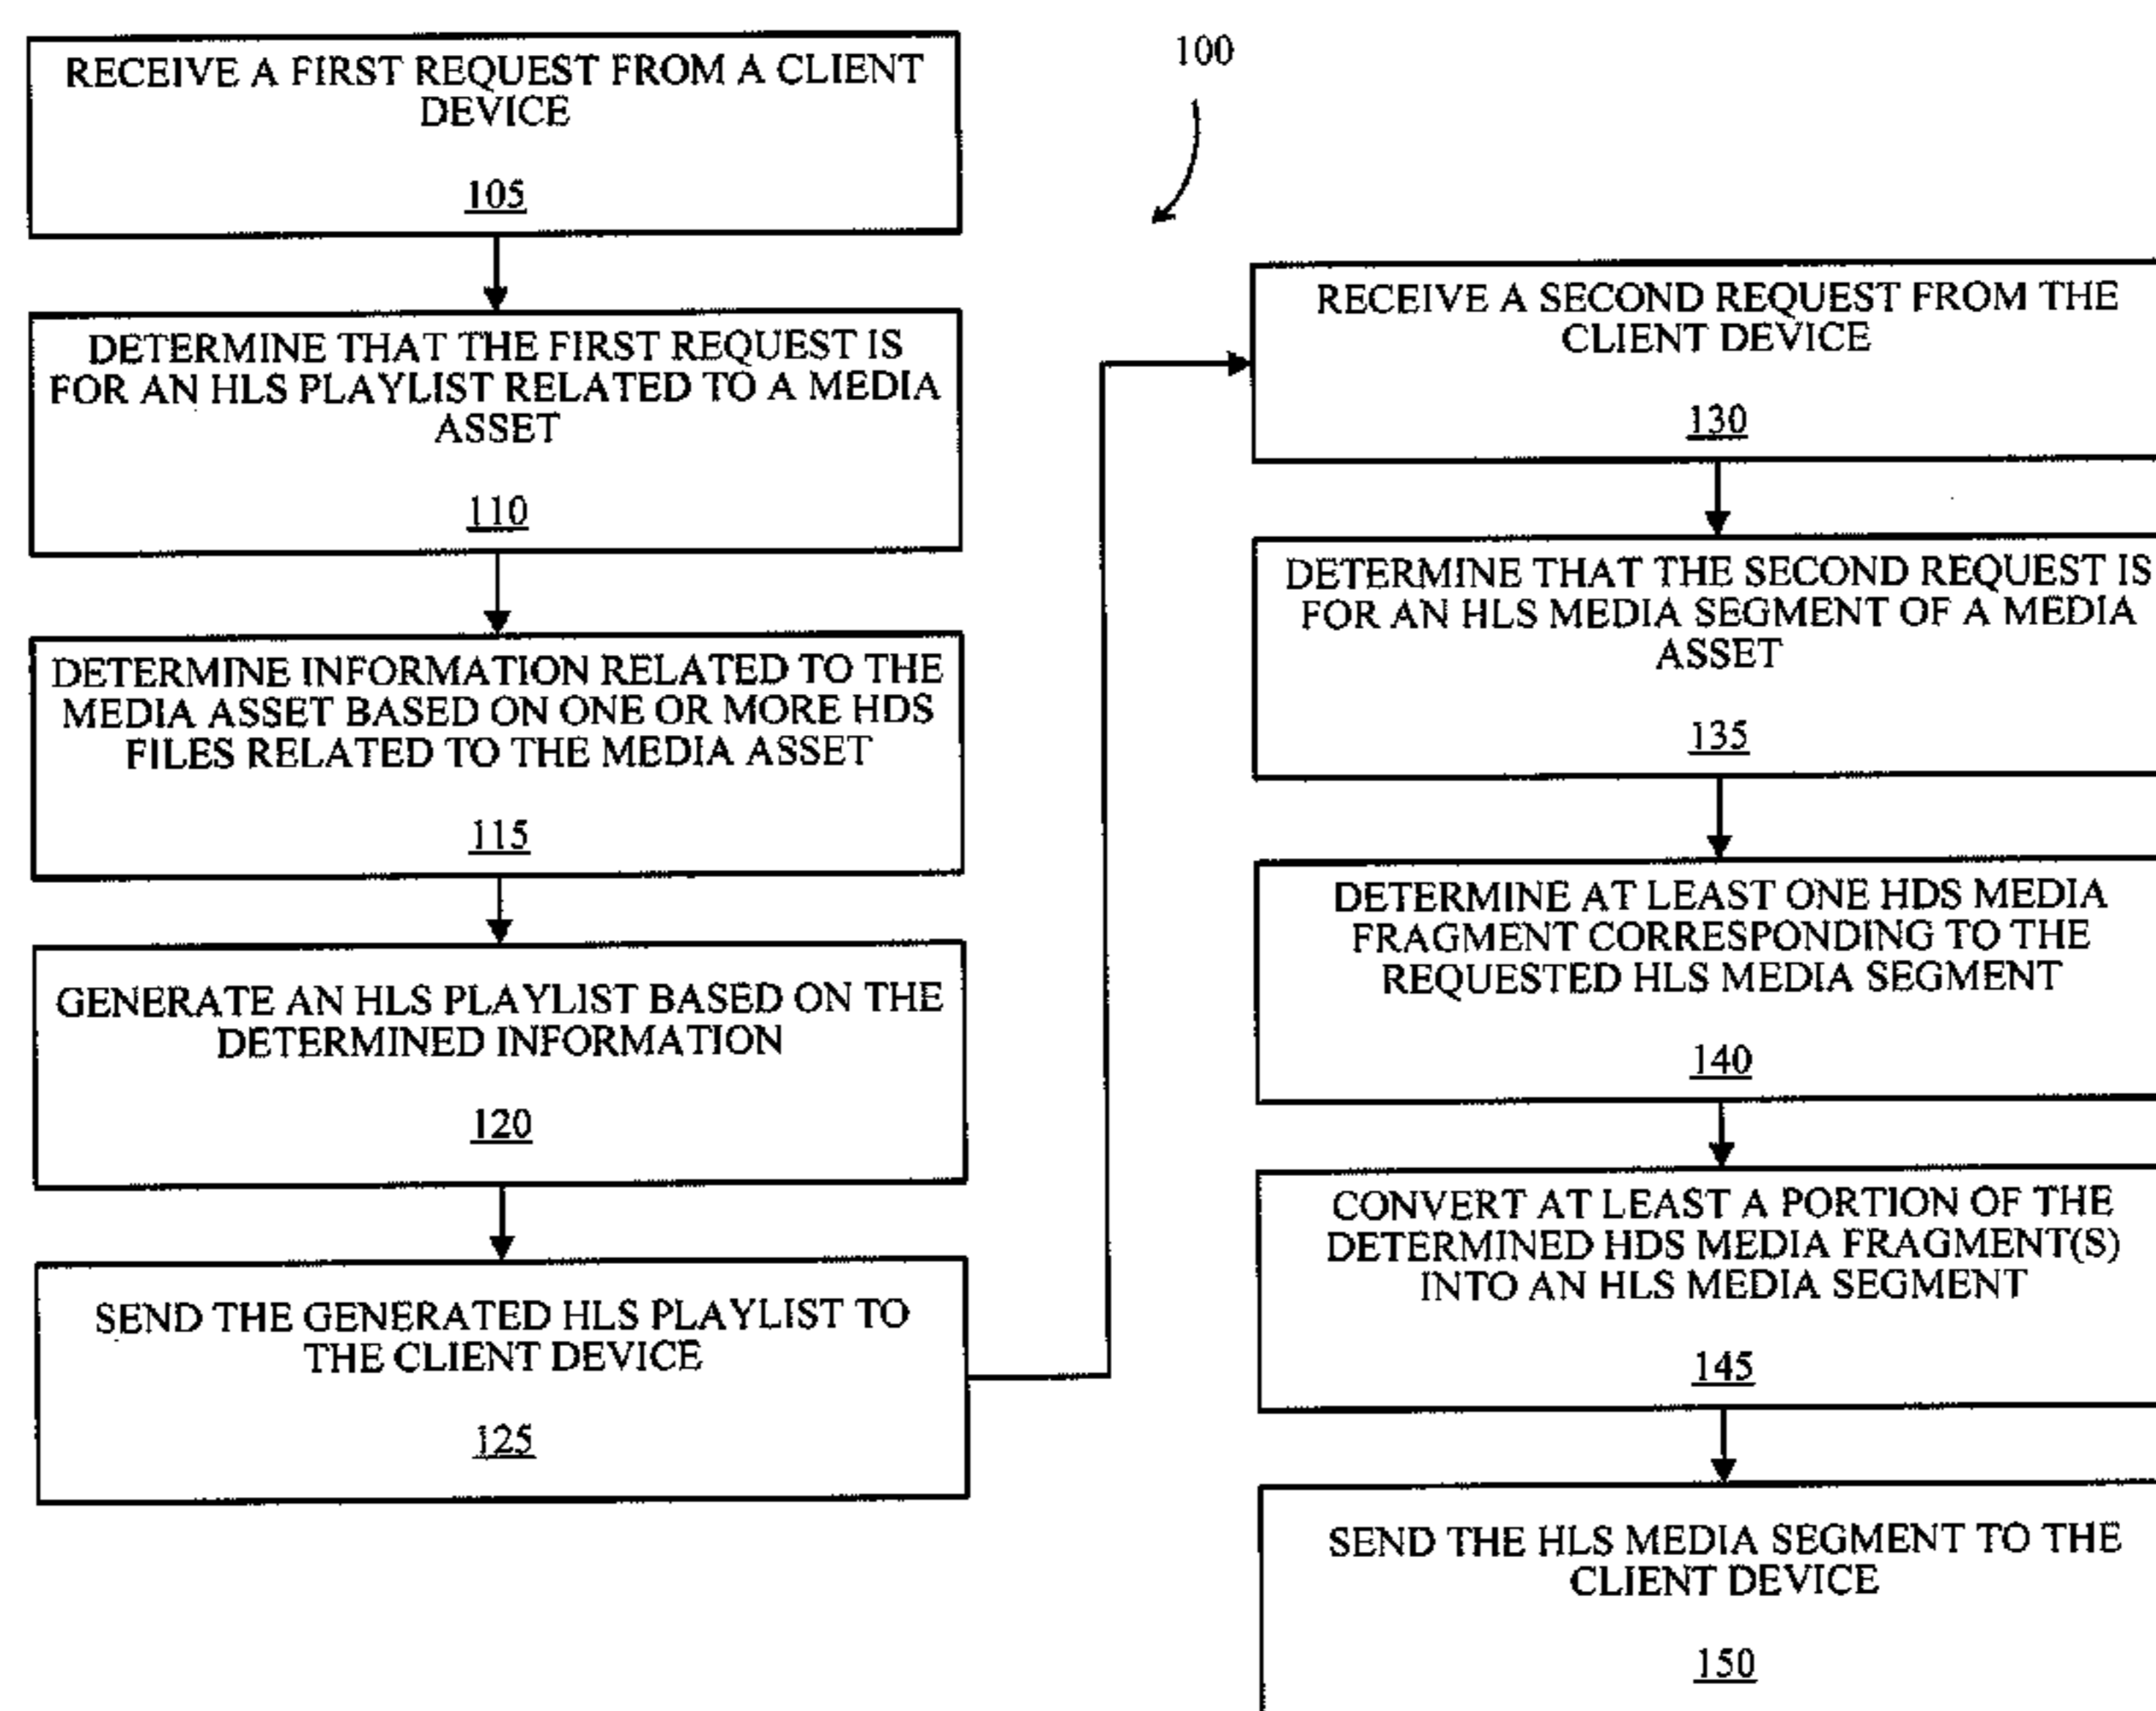 RECEIVE A FIRST REQUEST FROM A CLIENT
DEVICE
105
DETERMINE THAT THE FIRST REQUEST IS
FOR AN HLS PLAYLIST RELATED TO A MEDIA
ASSET
110
DETERMINE INFORMATION RELATED TO THE
MEDIA ASSET BASED ON ONE OR MORE HDS
FILES RELATED TO THE MEDIA ASSET
115
GENERATE AN HLS PLAYLIST BASED ON THE
DETERMINED INFORMATION
120
SEND THE GENERATED HLS PLAYLIST TO
THE CLIENT DEVICE
125
100
RECEIVE A SECOND REQUEST FROM THE
CLIENT DEVICE
130
DETERMINE THAT THE SECOND REQUEST IS
FOR AN HLS MEDIA SEGMENT OF A MEDIA
ASSET
135
DETERMINE AT LEAST ONE HDS MEDIA
FRAGMENT CORRESPONDING TO THE
REQUESTED HLS MEDIA SEGMENT
140
CONVERT AT LEAST A PORTION OF THE
DETERMINED HDS MEDIA FRAGMENT(S)
INTO AN HLS MEDIA SEGMENT
145
SEND THE HLS MEDIA SEGMENT TO THE
CLIENT DEVICE
150